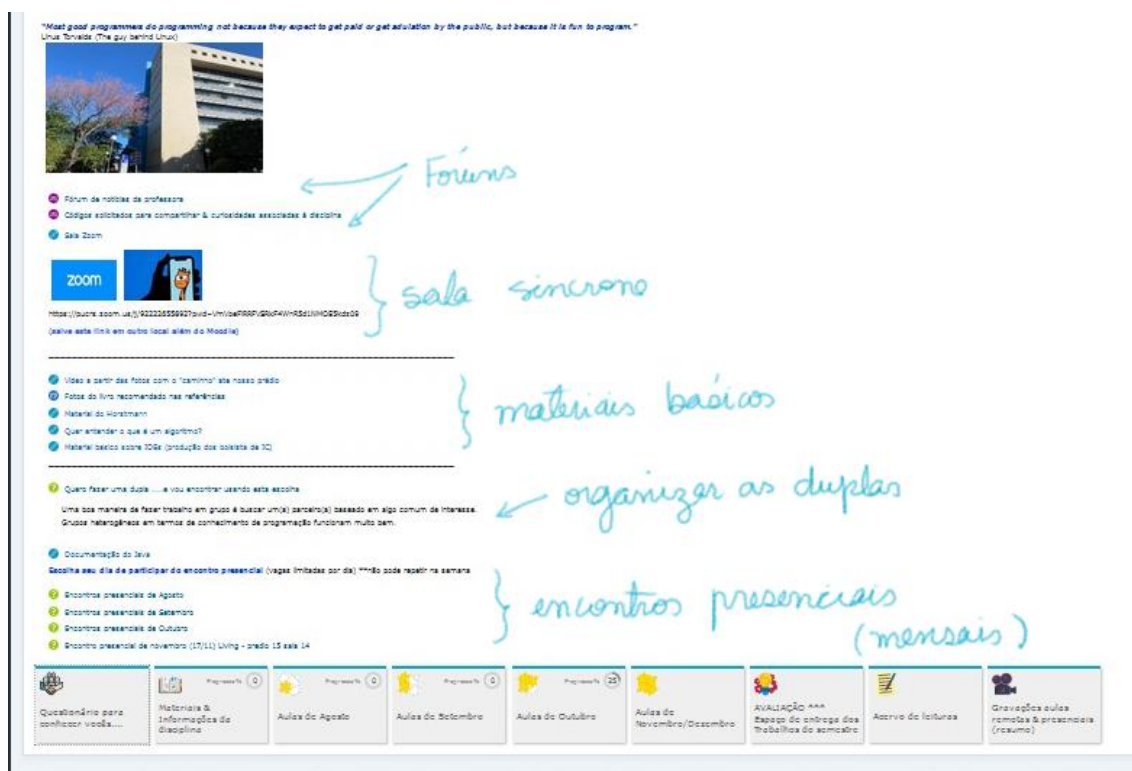 "Most good programmers do programming not because they expect to get paid or get adulation by the public, but because it is fun to program."
Linus Torvalds (The guy behind Linux)
Fóruns
Fórum de notícias da professora
Códigos solicitados para compartilhar & curiosidades associadas à disciplina
Sala Zoom
zoom
sala síncrona
(salve este link em outro local além do Moodle)
Vídeo a partir das fotos com o "caminho" até nosso prédio
Fotos do livro recomendado nas referências
Material do Horstmann
materiais básicos
Quer entender o que é um algoritmo?
Material básico sobre IDEs (produção dos bolsista de IC)
Quero fazer uma dupla ....e vou encontrar usando esta escolha
organizar as duplas
Uma boa maneira de fazer trabalho em grupo é buscar um(a) parceiro(a) baseado em algo comum de interesse.
Grupos heterogêneos em termos de conhecimento de programação funcionam muito bem.
Documentação do Java
Escolha seu dia de participar do encontro presencial (vagas limitadas por dia) **não pode repetir na semana
Encontros presenciais de Agosto
Encontros presenciais de Setembro
encontros presenciais
Encontros presenciais de Outubro
(mensais)
Encontro presencial de novembro (17/11) Living - predio 15 sala 14
Questionário para conhecer vocês....
Progresso % 0
Materiais & Informações da disciplina
Progresso % 0
Aulas de Agosto
Progresso % 0
Aulas de Setembro
Progresso % 25
Aulas de Outubro
Aulas de Novembro/Dezembro
AVALIAÇÃO ***
Espaço de entrega dos Trabalhos do semestre
Acervo de leituras
Gravações aulas remotas & presenciais (resumo)